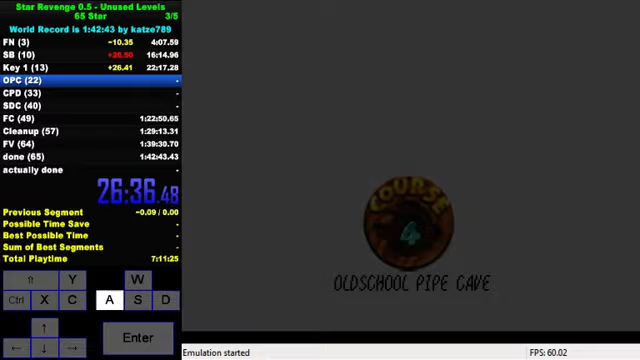 Star Revenge 0.5 - Unused Levels
65 Star 3/5
World Record is 1:42:43 by katze789
FN (3) −10.35 4:07.59
SB (10) +26.50 16:14.96
Key 1 (13) +26.41 22:17.28
OPC (22) -
CPD (33) -
SDC (40) -
FC (49) 1:22:50.65
Cleanup (57) 1:29:13.31
FV (64) 1:39:30.70
done (65) 1:42:43.43
actually done -
26:36.48
Previous Segment −0.09 / 0.00
Possible Time Save -
Best Possible Time -
Sum of Best Segments -
Total Playtime 7:11:25
COURSE
4
OLDSCHOOL PIPE CAVE
⇑ Y W
Ctrl X C A S D
↑ Enter
← ↓ →
Emulation started FPS: 60.02